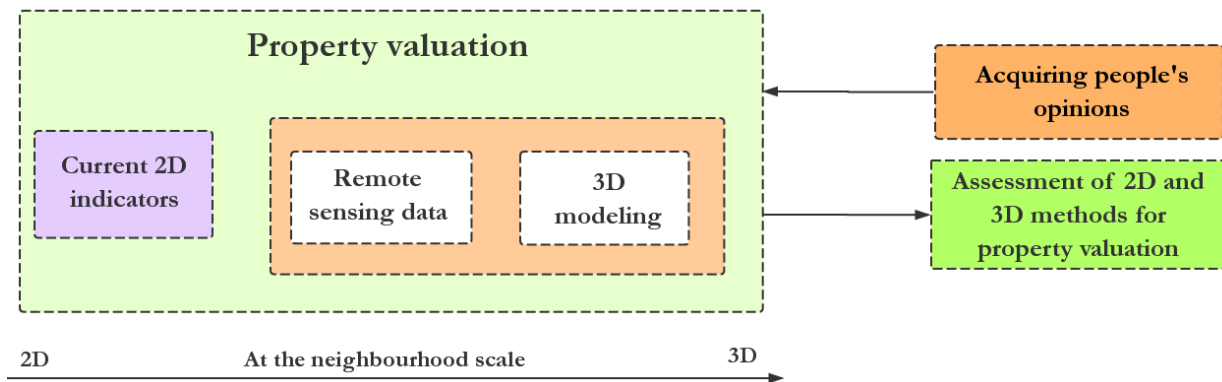 Property valuation
Current 2D
indicators
Remote
sensing data
3D
modeling
Acquiring people's
opinions
Assessment of 2D and
3D methods for
property valuation
2D
At the neighbourhood scale
3D